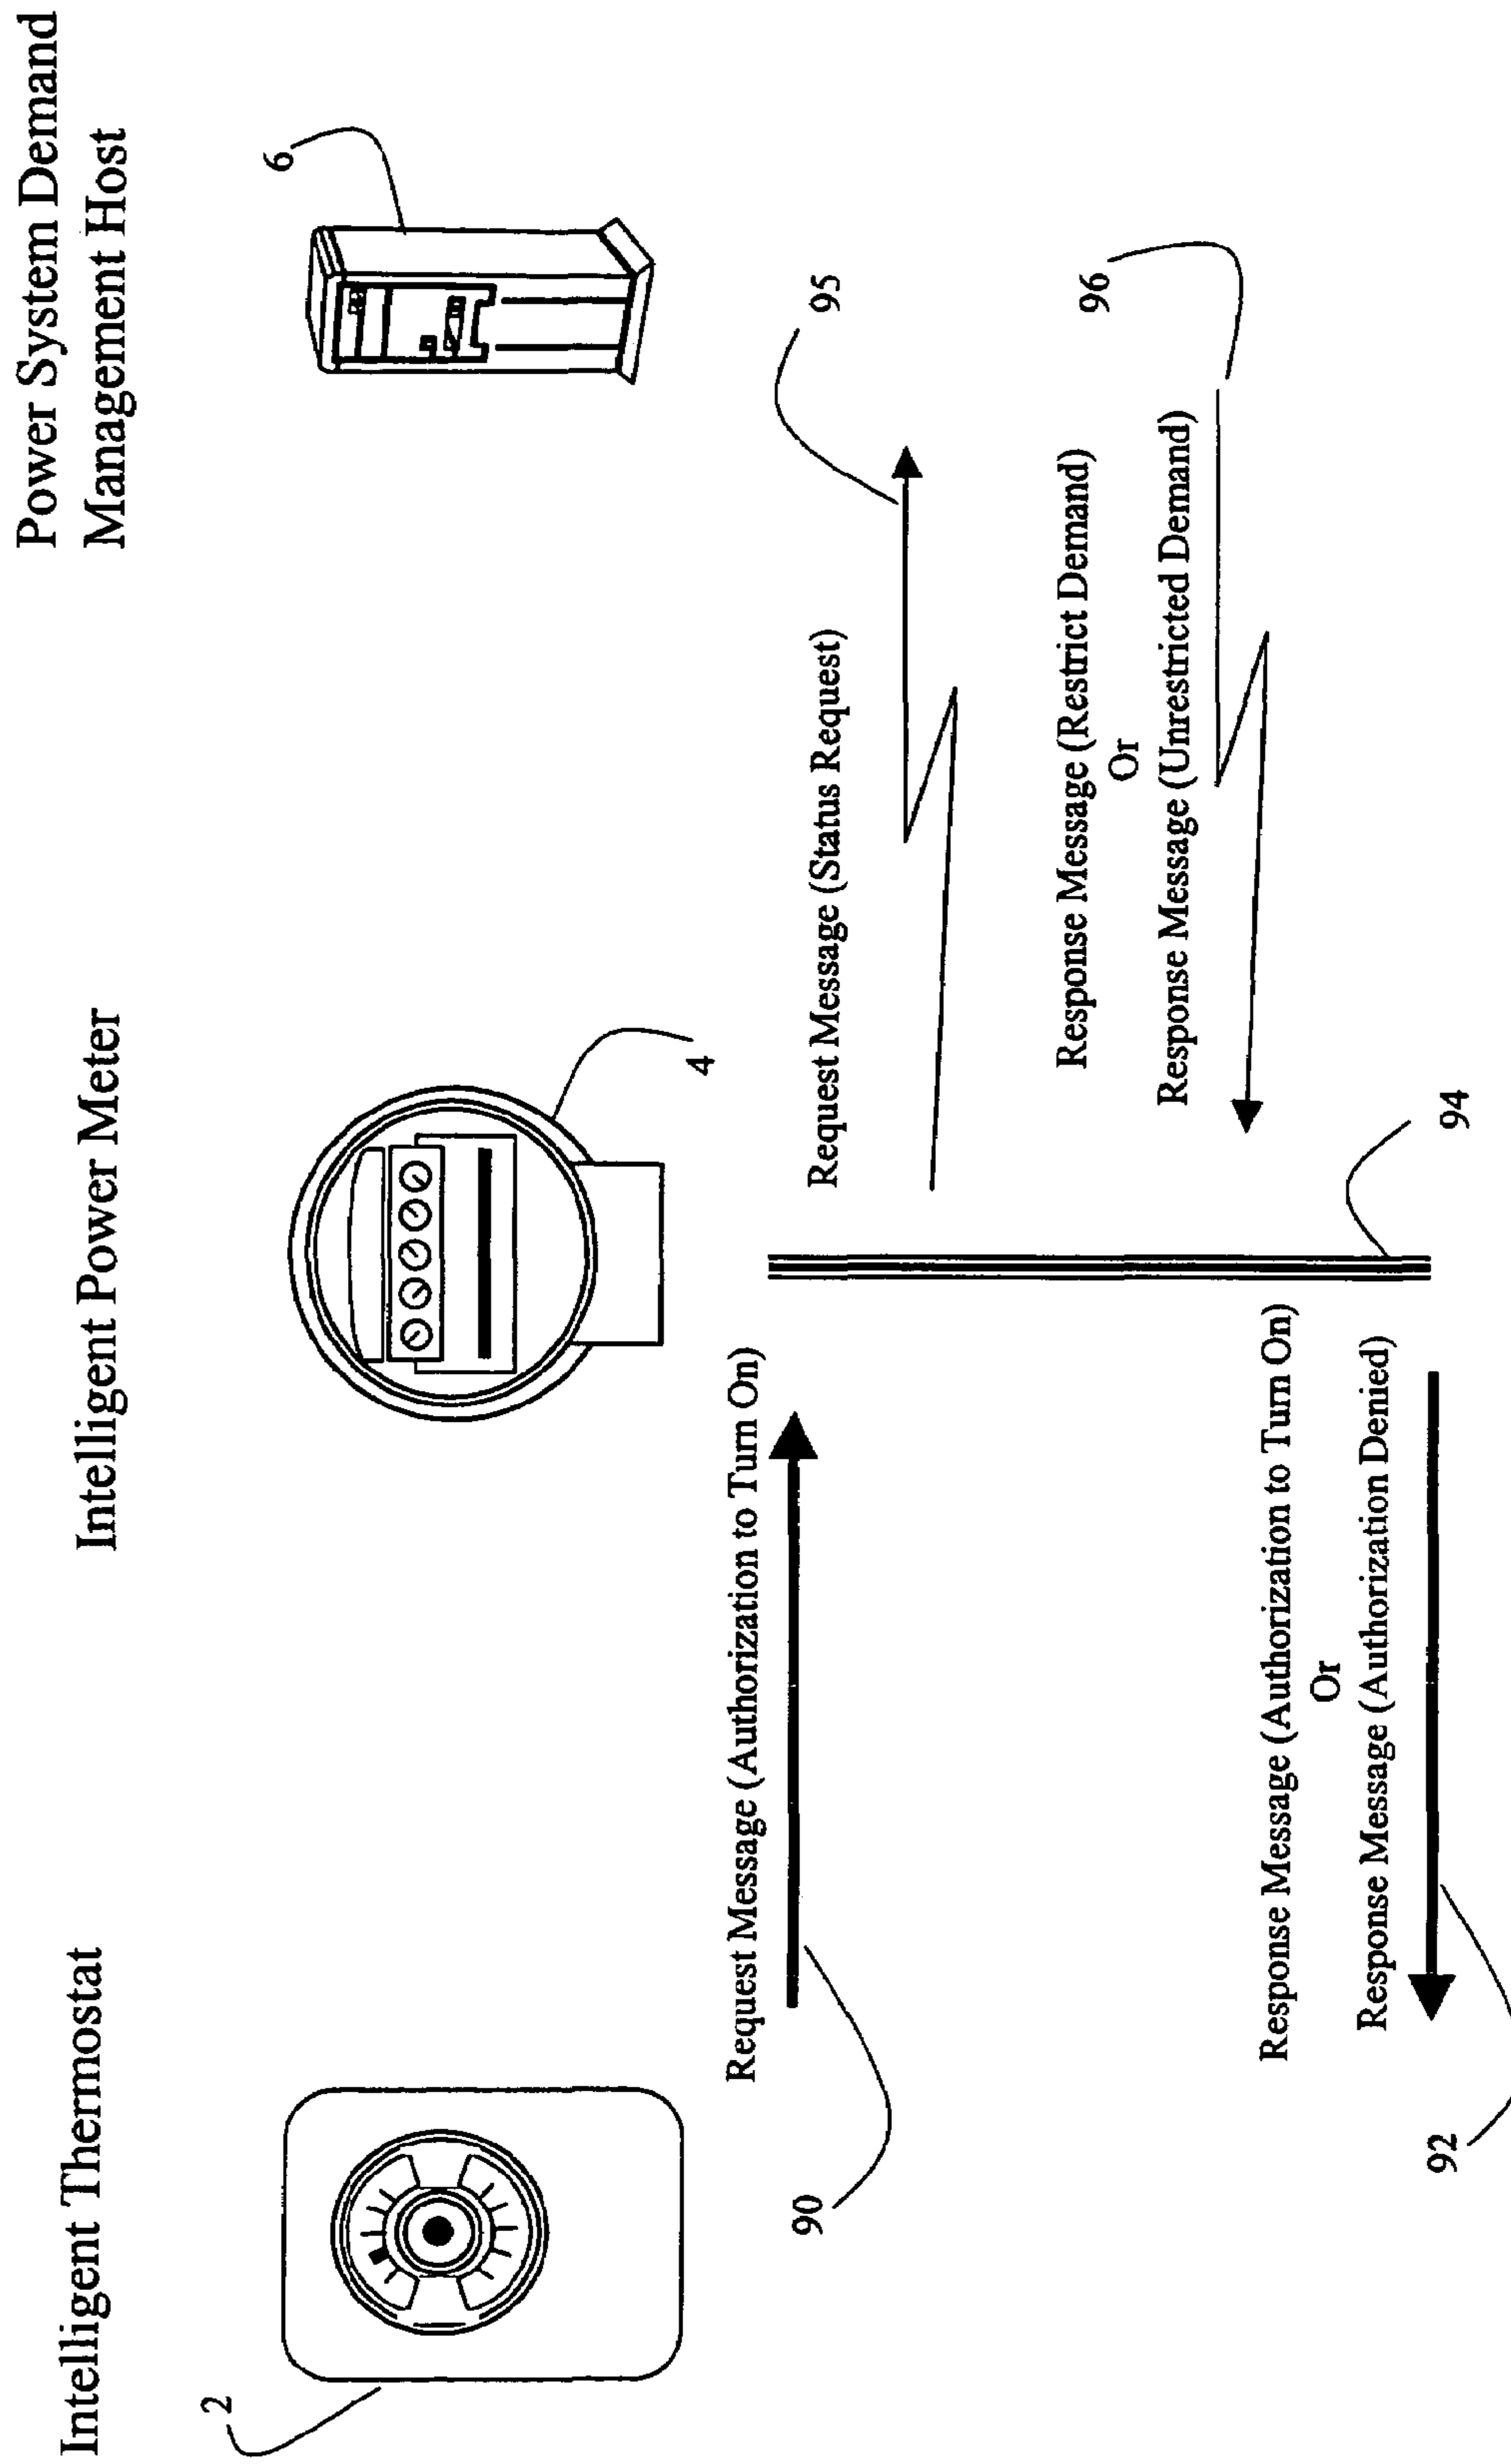 Intelligent Thermostat
Intelligent Power Meter
Power System Demand
Management Host
2
4
6
Request Message (Authorization to Turn On)
90
Request Message (Status Request)
95
Response Message (Restrict Demand)
Or
Response Message (Unrestricted Demand)
96
94
Response Message (Authorization to Turn On)
Or
Response Message (Authorization Denied)
92